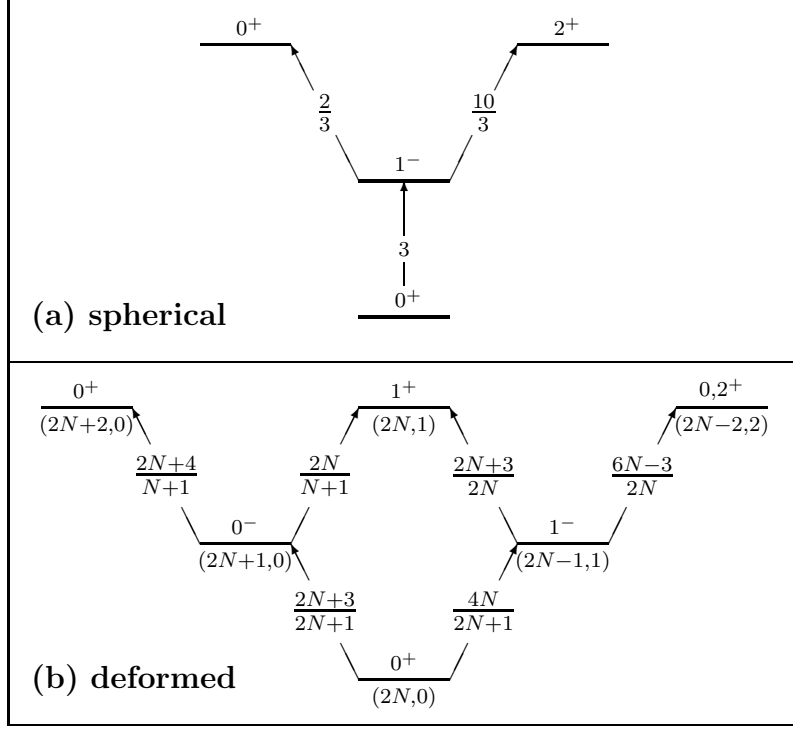 0⁺ 2⁺
2/3 10/3
1⁻
3
0⁺
(a) spherical
0⁺ 1⁺ 0,2⁺
(2N+2,0) (2N,1) (2N−2,2)
2N+4/N+1 2N/N+1 2N+3/2N 6N−3/2N
0⁻ 1⁻
(2N+1,0) (2N−1,1)
2N+3/2N+1 4N/2N+1
0⁺
(b) deformed
(2N,0)